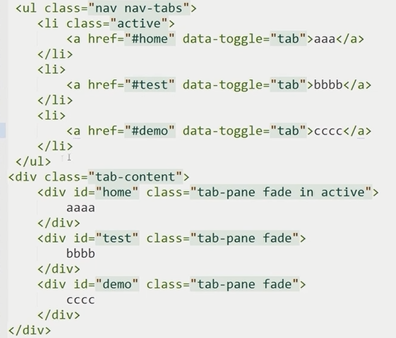 <ul class="nav nav-tabs">
    <li class="active">
        <a href="#home" data-toggle="tab">aaa</a>
    </li>
    <li>
        <a href="#test" data-toggle="tab">bbbb</a>
    </li>
    <li>
        <a href="#demo" data-toggle="tab">cccc</a>
    </li>
</ul>
<div class="tab-content">
    <div id="home" class="tab-pane fade in active">
        aaaa
    </div>
    <div id="test" class="tab-pane fade">
        bbbb
    </div>
    <div id="demo" class="tab-pane fade">
        cccc
    </div>
</div>